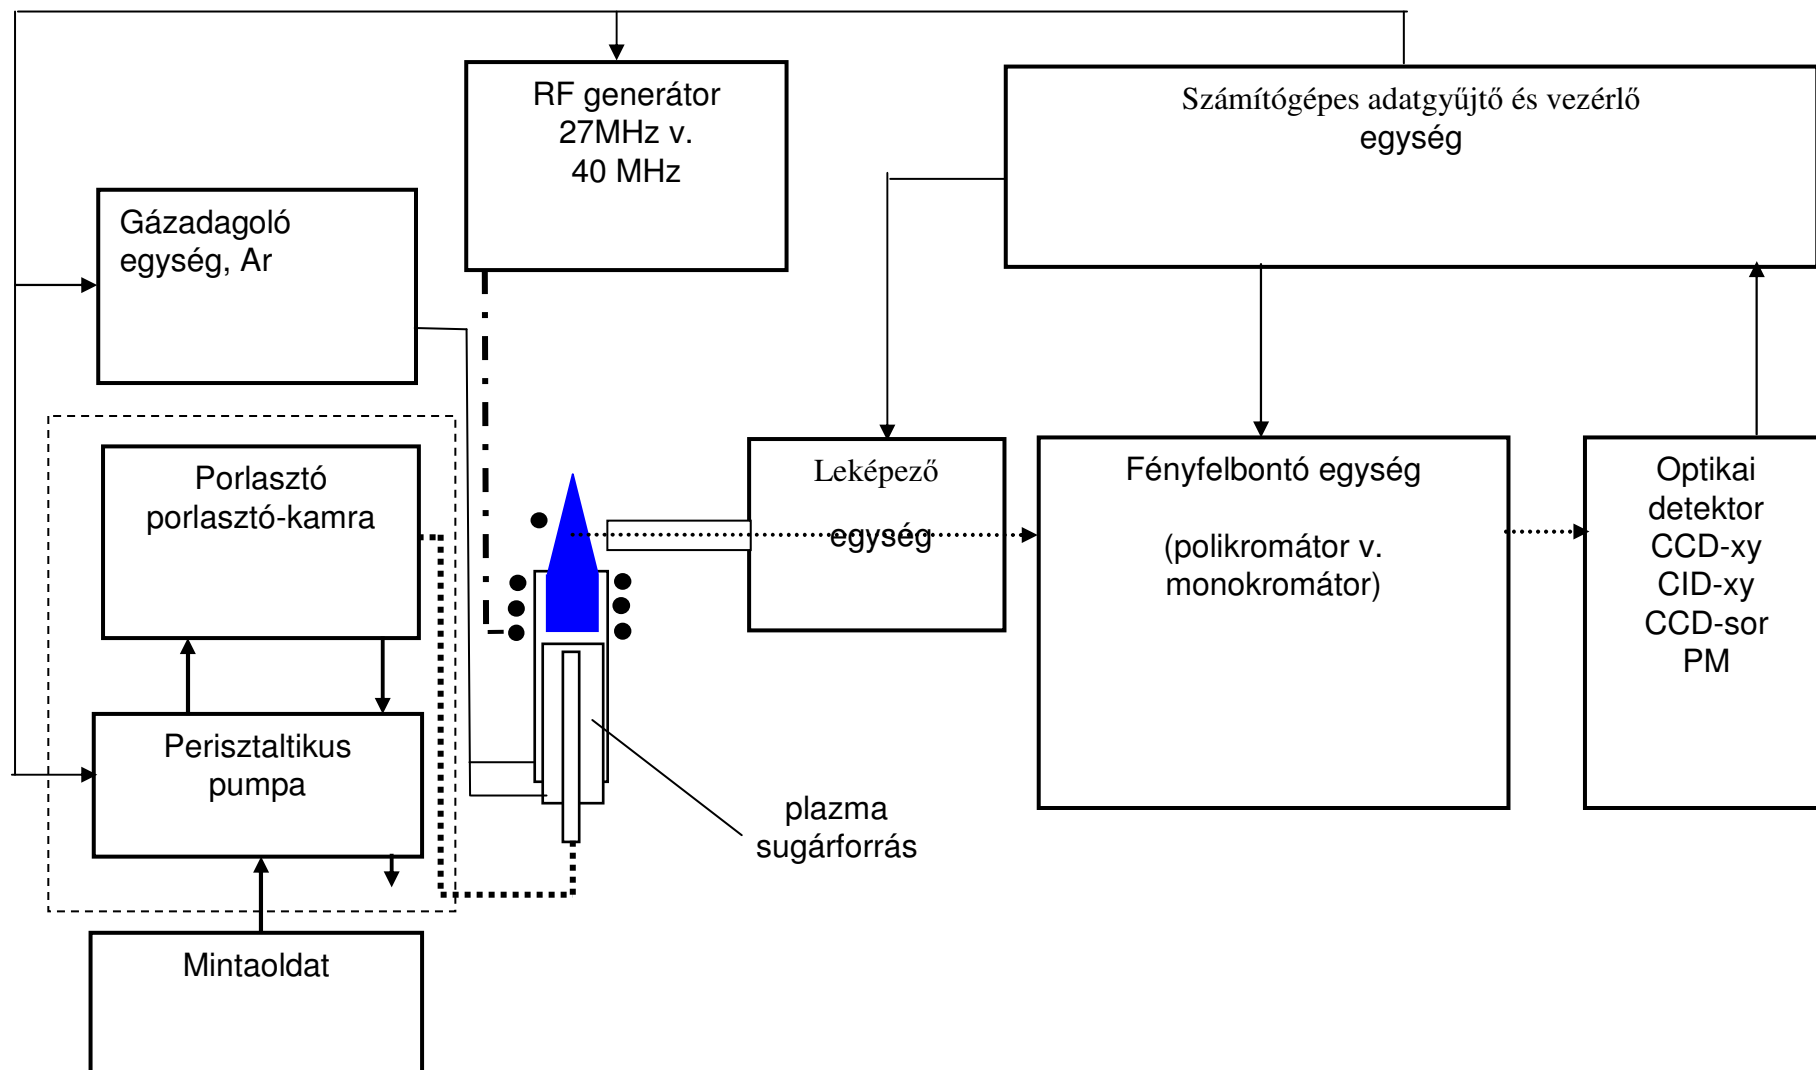 RF generátor
27MHz v.
40 MHz
Számítógépes adatgyűjtő és vezérlő
egység
Gázadagoló
egység, Ar
Porlasztó
porlasztó-kamra
Leképező
egység
Fényfelbontó egység
(polikromátor v.
monokromátor)
Optikai
detektor
CCD-xy
CID-xy
CCD-sor
PM
Perisztaltikus
pumpa
plazma
sugárforrás
Mintaoldat